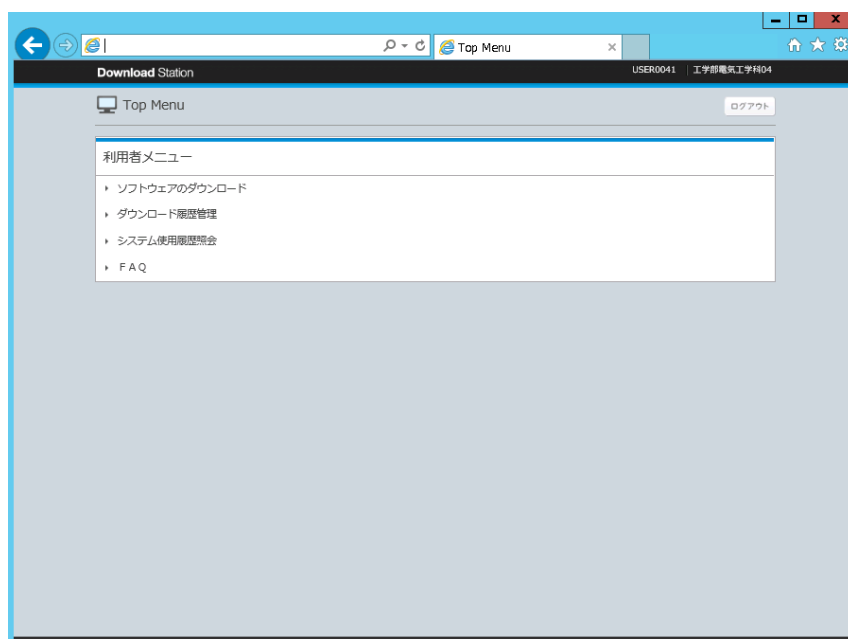 Top Menu
Download Station
USER0041 工学部電気工学科04
Top Menu
ログアウト
利用者メニュー
ソフトウェアのダウンロード
ダウンロード履歴管理
システム使用履歴照会
ＦＡＱ